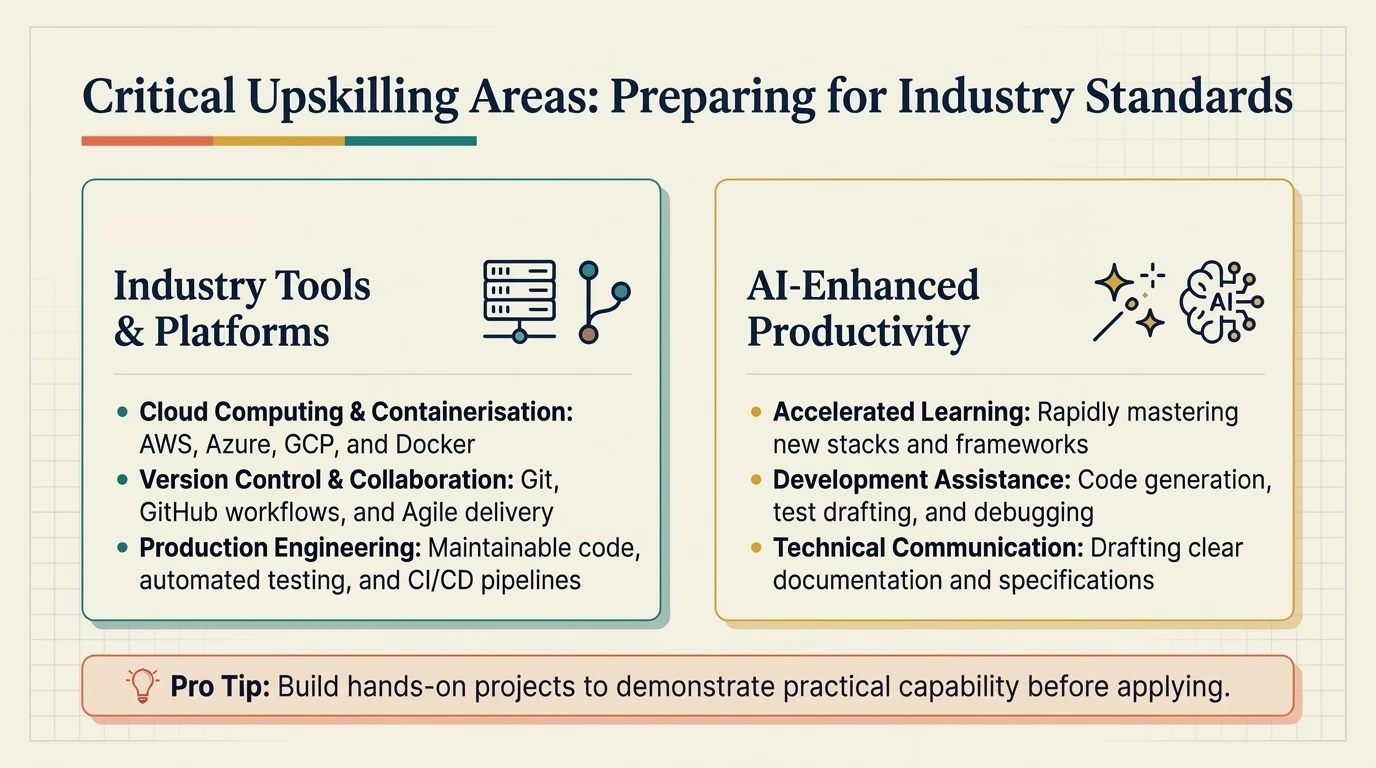 Critical Upskilling Areas: Preparing for Industry Standards
Industry Tools
& Platforms
• Cloud Computing & Containerisation:
AWS, Azure, GCP, and Docker
• Version Control & Collaboration: Git,
GitHub workflows, and Agile delivery
• Production Engineering: Maintainable code,
automated testing, and CI/CD pipelines
AI-Enhanced
Productivity
AI
• Accelerated Learning: Rapidly mastering
new stacks and frameworks
• Development Assistance: Code generation,
test drafting, and debugging
• Technical Communication: Drafting clear
documentation and specifications
Pro Tip: Build hands-on projects to demonstrate practical capability before applying.